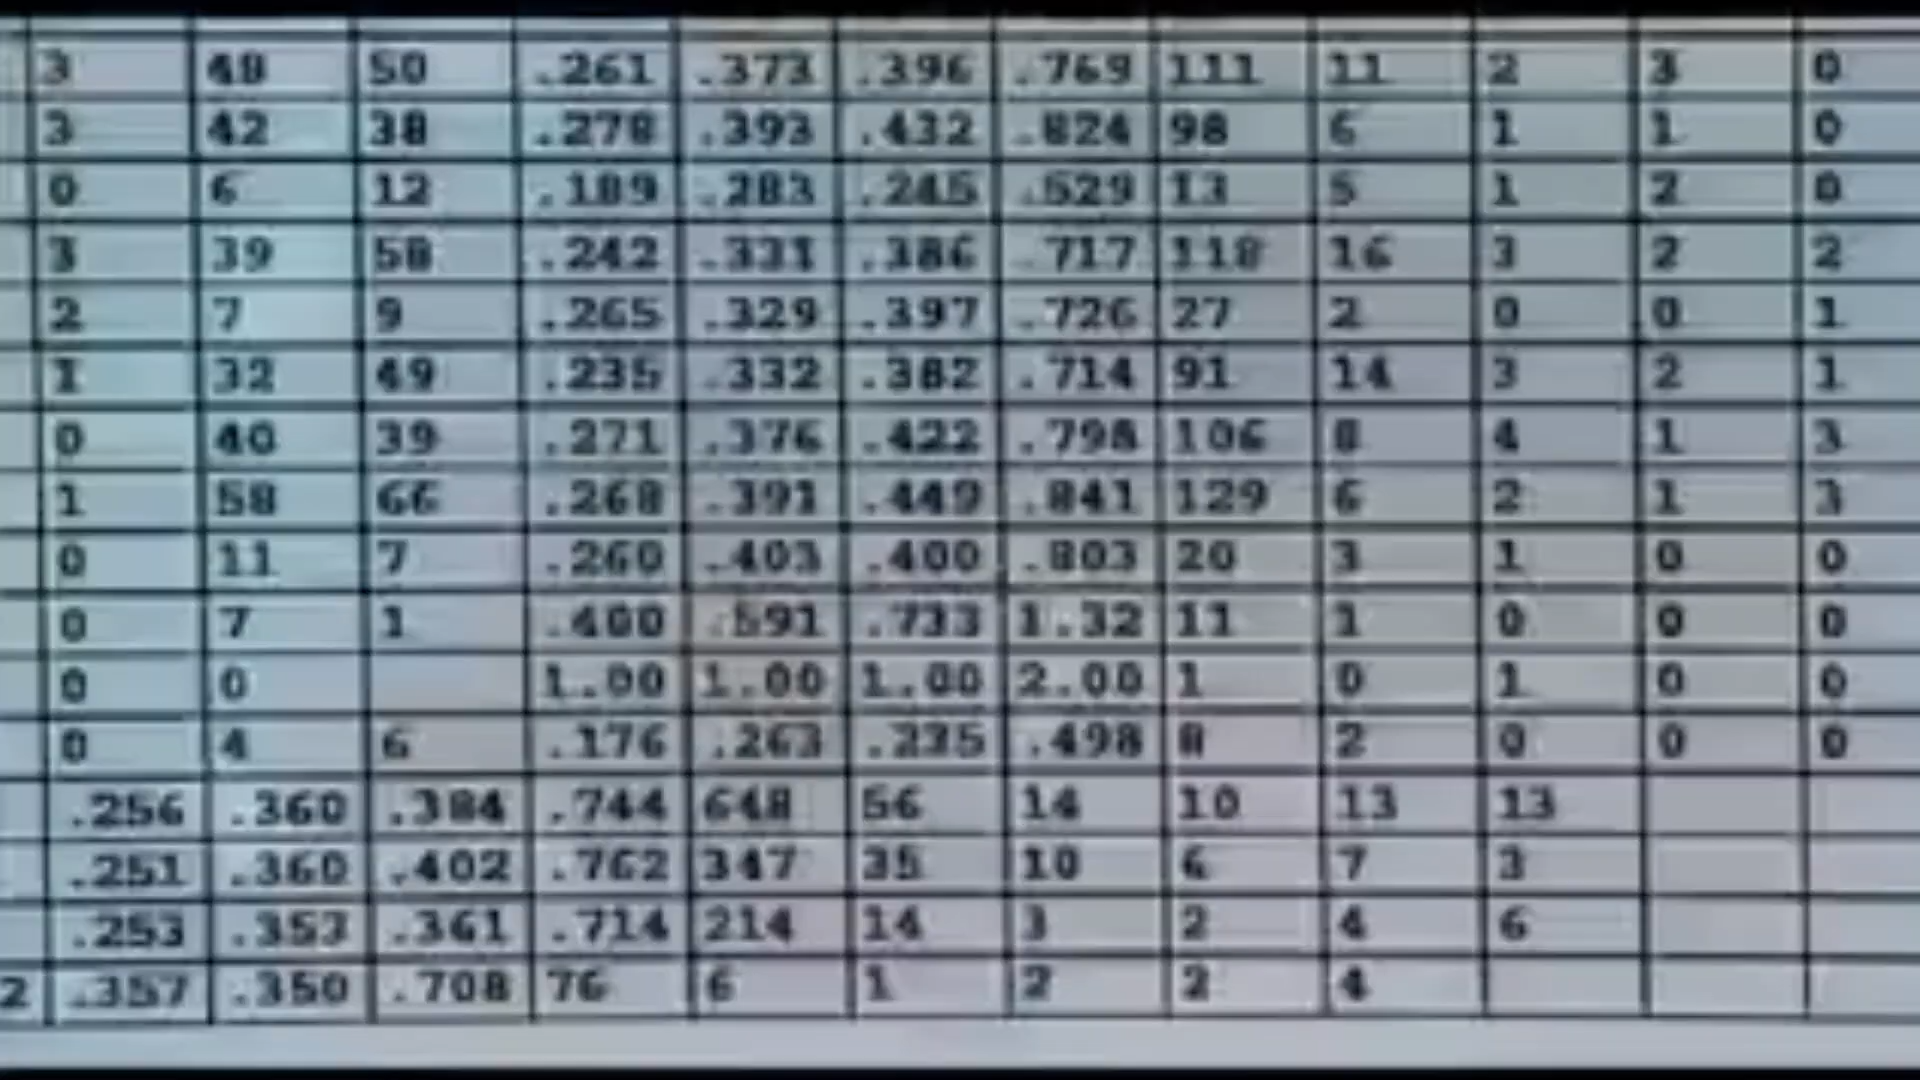 3 48 50 .261 .373 .396 .769 111 11 2 3 0
3 42 38 .278 .393 .432 .824 98 6 1 1 0
0 6 12 .189 .283 .245 .529 13 5 1 2 0
3 39 58 .242 .331 .386 .717 118 16 3 2 2
2 7 9 .265 .329 .397 .726 27 2 0 0 1
1 32 49 .235 .332 .382 .714 91 14 3 2 1
0 40 39 .271 .376 .422 .798 106 8 4 1 3
1 58 66 .268 .391 .449 .841 129 6 2 1 3
0 11 7 .260 .403 .400 .803 20 3 1 0 0
0 7 1 .400 .591 .733 1.32 11 1 0 0 0
0 0 1.00 1.00 1.00 2.00 1 0 1 0 0
0 4 6 .176 .263 .235 .498 8 2 0 0 0
.256 .360 .384 .744 648 56 14 10 13 13
.251 .360 .402 .762 347 35 10 6 7 3
.253 .353 .361 .714 214 14 3 2 4 6
2 .357 .350 .708 76 6 1 2 2 4